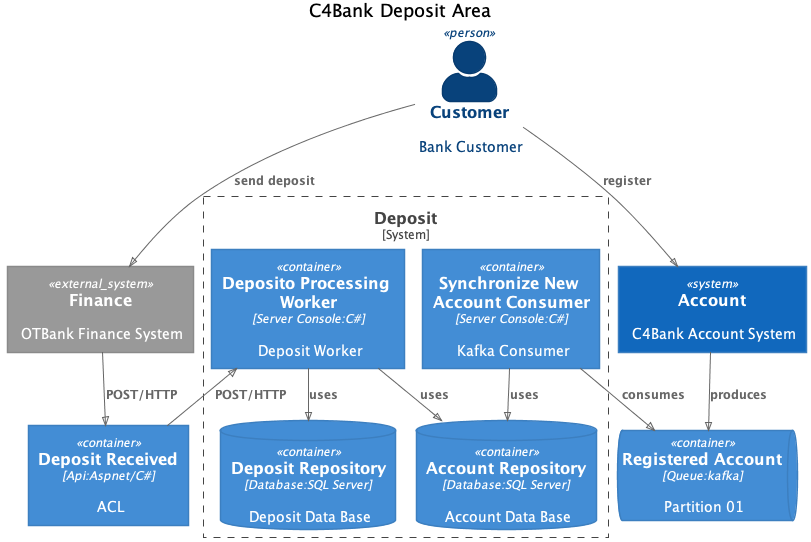 C4Bank Deposit Area
«person»
Customer
Bank Customer
send deposit
register
Deposit
[System]
«external_system»
Finance
OTBank Finance System
«container»
Deposito Processing
Worker
[Server Console:C#]
Deposit Worker
«container»
Synchronize New
Account Consumer
[Server Console:C#]
Kafka Consumer
«system»
Account
C4Bank Account System
POST/HTTP
POST/HTTP
uses
uses
uses
consumes
produces
«container»
Deposit Received
[Api:Aspnet/C#]
ACL
«container»
Deposit Repository
[Database:SQL Server]
Deposit Data Base
«container»
Account Repository
[Database:SQL Server]
Account Data Base
«container»
Registered Account
[Queue:kafka]
Partition 01